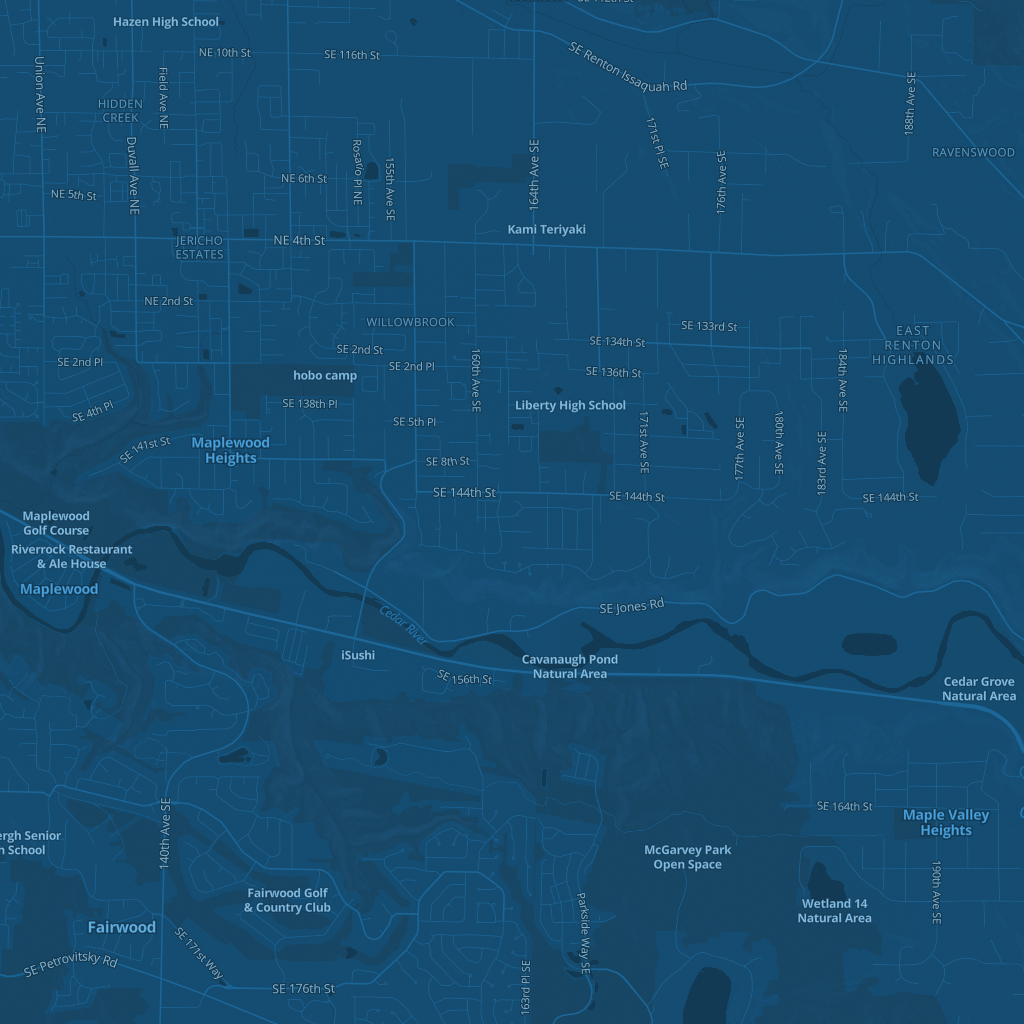 SE 112th St
Hazen High School
NE 10th St
SE 116th St
SE Renton Issaquah Rd
Union Ave NE
Field Ave NE
188th Ave SE
HIDDEN
CREEK
171st Pl SE
RAVENSWOOD
Duvall Ave NE
Rosario Pl NE
155th Ave SE
164th Ave SE
176th Ave SE
NE 6th St
NE 5th St
Kami Teriyaki
JERICHO
ESTATES
NE 4th St
NE 2nd St
WILLOWBROOK
SE 133rd St
EAST
RENTON
HIGHLANDS
SE 134th St
SE 2nd St
SE 2nd Pl
SE 2nd Pl
160th Ave SE
184th Ave SE
hobo camp
SE 136th St
SE 138th Pl
Liberty High School
SE 4th Pl
SE 5th Pl
171st Ave SE
177th Ave SE
180th Ave SE
183rd Ave SE
SE 141st St
Maplewood
Heights
SE 8th St
SE 144th St
SE 144th St
SE 144th St
Maplewood
Golf Course
Riverrock Restaurant
& Ale House
Maplewood
Cedar River
SE Jones Rd
iSushi
Cavanaugh Pond
Natural Area
SE 156th St
Cedar Grove
Natural Area
SE 164th St
Maple Valley
Heights
140th Ave SE
ergh Senior
h School
McGarvey Park
Open Space
190th Ave SE
Fairwood Golf
& Country Club
Wetland 14
Natural Area
Parkside Way SE
Fairwood
SE 171st Way
SE Petrovitsky Rd
SE 176th St
163rd Pl SE